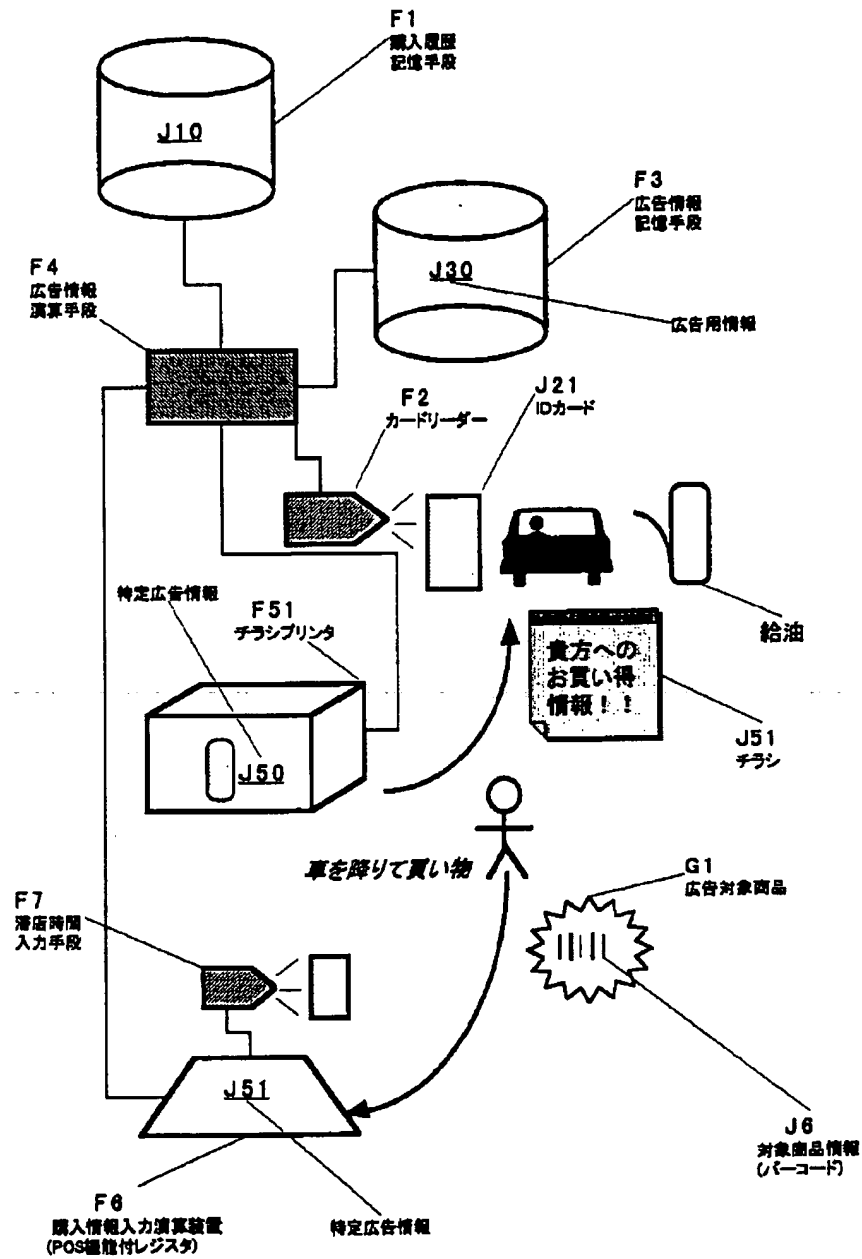 F1
購入履歴
記憶手段
J10
F3
広告情報
記憶手段
J30
広告用情報
F4
広告情報
演算手段
F2
カードリーダー
J21
IDカード
給油
特定広告情報
F51
チラシプリンタ
J50
貴方への
お買い得
情報！！
J51
チラシ
車を降りて買い物
G1
広告対象商品
F7
滞店時間
入力手段
J51
J6
対象商品情報
(バーコード)
F6
購入情報入力演算装置
(POS機能付レジスタ)
特定広告情報